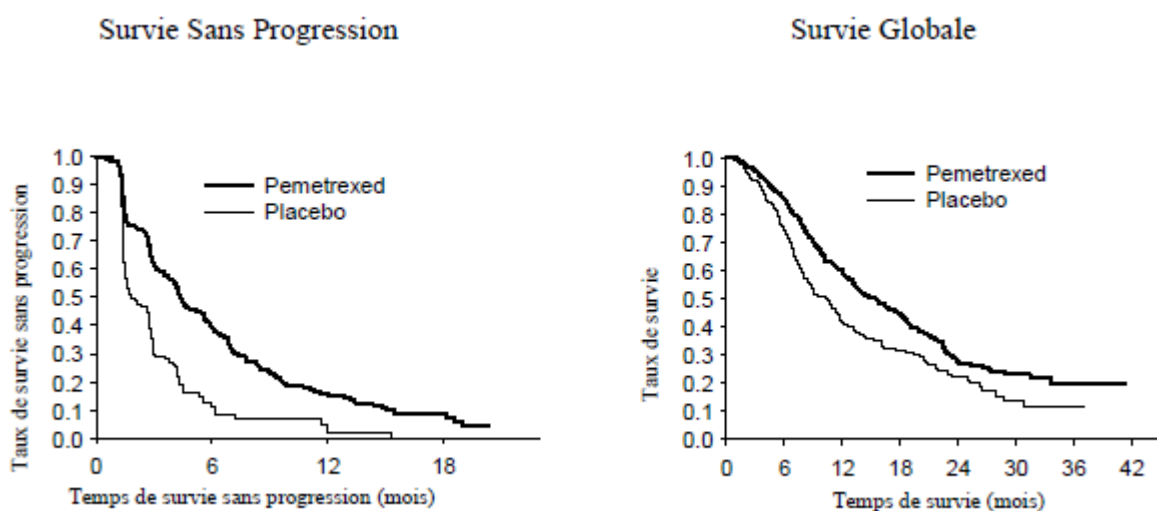 Survie Sans Progression
Survie Globale
Taux de survie sans progression
1.0
0.9
0.8
0.7
0.6
0.5
0.4
0.3
0.2
0.1
0.0
Pemetrexed
Placebo
0 6 12 18
Temps de survie sans progression (mois)
Taux de survie
1.0
0.9
0.8
0.7
0.6
0.5
0.4
0.3
0.2
0.1
0.0
Pemetrexed
Placebo
0 6 12 18 24 30 36 42
Temps de survie (mois)